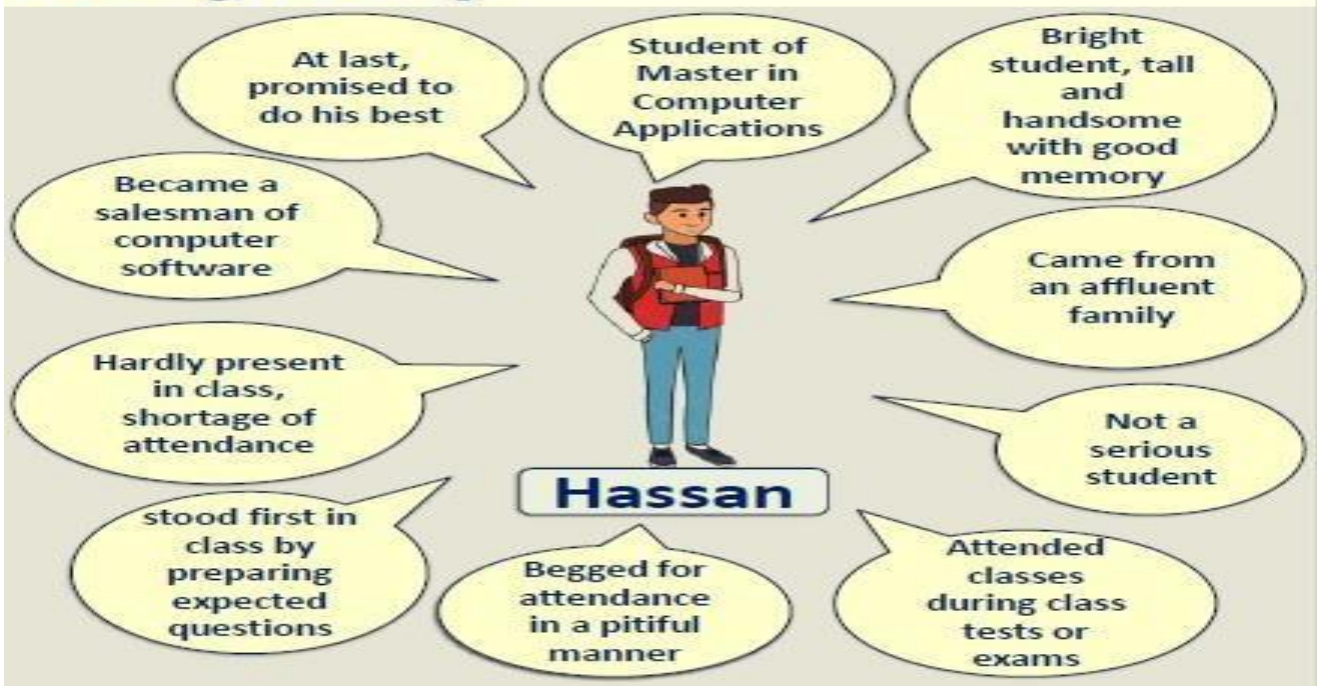 At last,
promised to
do his best
Student of
Master in
Computer
Applications
Bright
student, tall
and
handsome
with good
memory
Became a
salesman of
computer
software
Came from
an affluent
family
Hardly present
in class,
shortage of
attendance
Not a
serious
student
Hassan
stood first in
class by
preparing
expected
questions
Begged for
attendance
in a pitiful
manner
Attended
classes
during class
tests or
exams